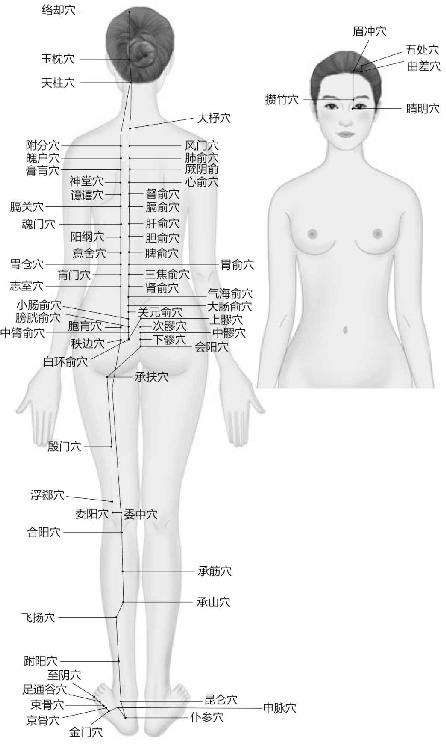 络却穴
玉枕穴
天柱穴
大杼穴
附分穴
风门穴
魄户穴
肺俞穴
膏肓穴
厥阴俞
神堂穴
心俞穴
譩譆穴
督俞穴
膈关穴
膈俞穴
魂门穴
肝俞穴
阳纲穴
胆俞穴
意舍穴
脾俞穴
胃仓穴
胃俞穴
肓门穴
三焦俞穴
志室穴
肾俞穴
气海俞穴
小肠俞穴
大肠俞穴
关元俞穴
膀胱俞穴
上髎穴
胞肓穴
次髎穴
中膂俞穴
中髎穴
秩边穴
下髎穴
会阳穴
白环俞穴
承扶穴
殷门穴
浮郄穴
委阳穴
委中穴
合阳穴
承筋穴
承山穴
飞扬穴
跗阳穴
至阴穴
足通谷穴
束骨穴
京骨穴
金门穴
昆仑穴
申脉穴
仆参穴
眉冲穴
五处穴
曲差穴
攒竹穴
睛明穴